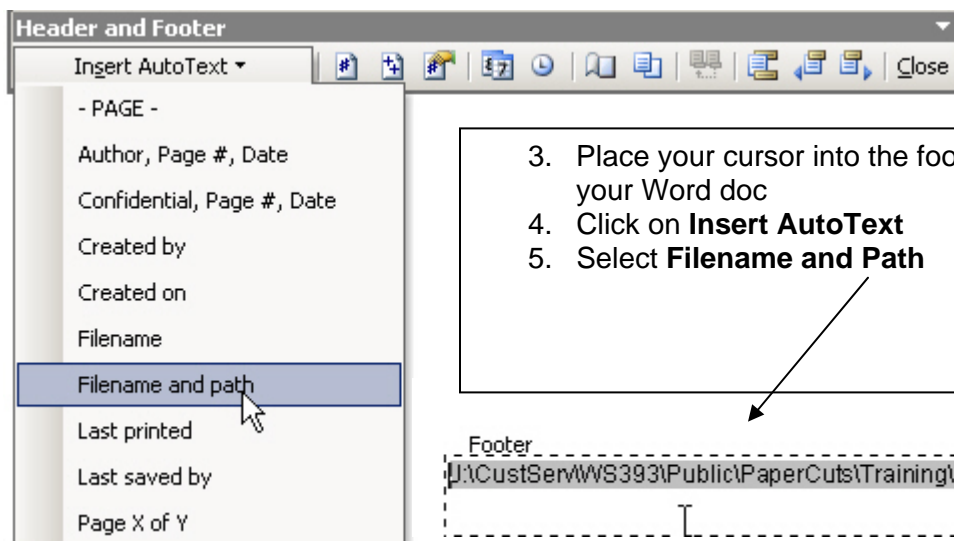 Header and Footer
Insert AutoText
Close
- PAGE -
Author, Page #, Date
Confidential, Page #, Date
Created by
Created on
Filename
Filename and path
Last printed
Last saved by
Page X of Y
3. Place your cursor into the foo
your Word doc
4. Click on Insert AutoText
5. Select Filename and Path
Footer
J:\CustServ\WS393\Public\PaperCuts\Training\